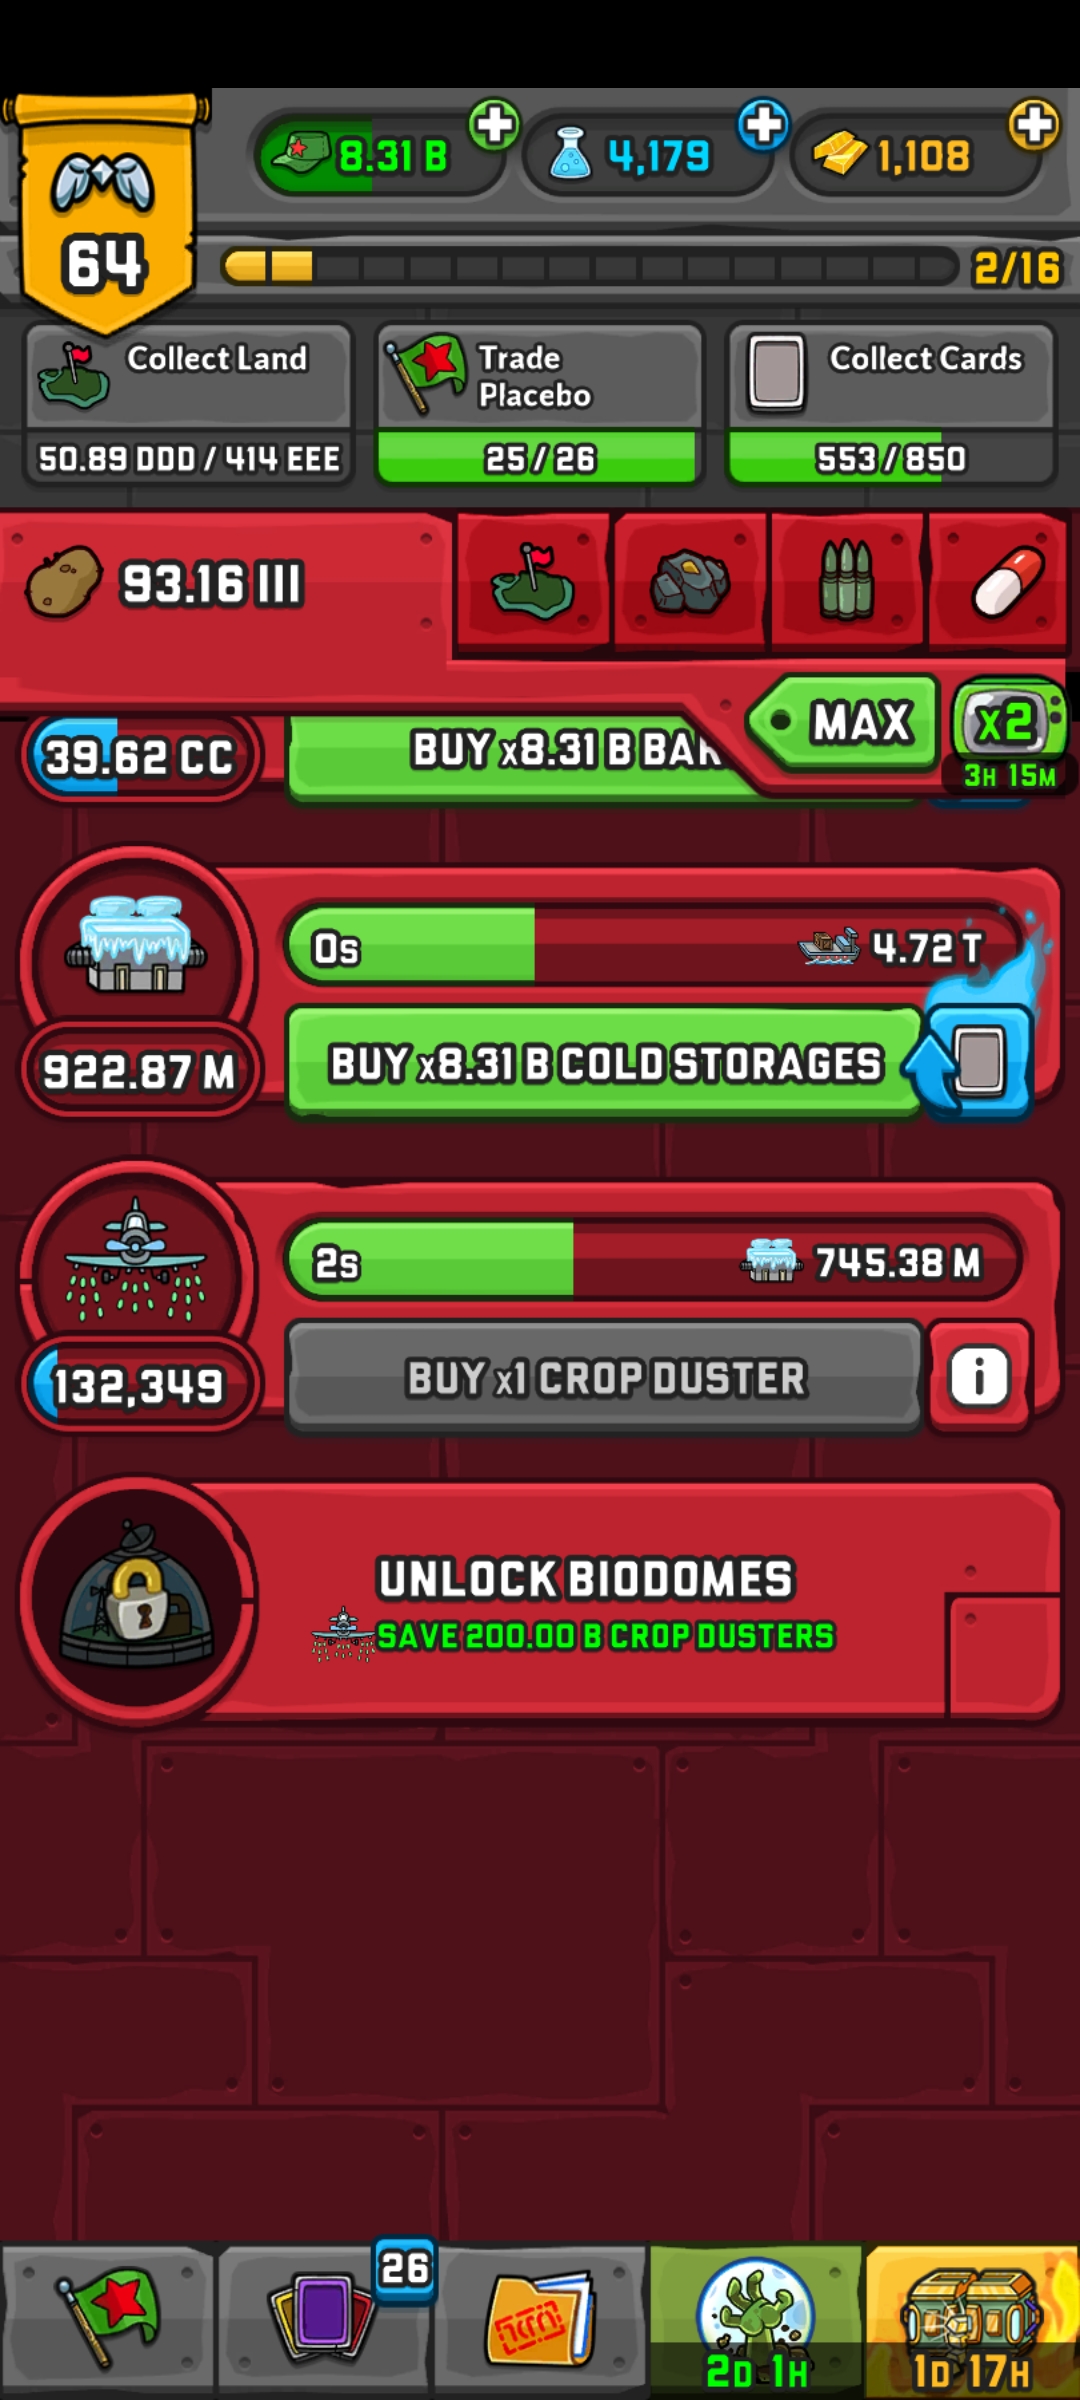 8.31 B
4,179
1,108
64
2/16
Collect Land
50.89 DDD / 414 EEE
Trade
Placebo
25 / 26
Collect Cards
553 / 850
93.16 III
MAX
x2
3H 15M
39.62 CC
BUY x8.31 B BAR
0s
4.72 T
922.87 M
BUY x8.31 B COLD STORAGES
2s
745.38 M
132,349
BUY x1 CROP DUSTER
i
UNLOCK BIODOMES
SAVE 200.00 B CROP DUSTERS
26
2D 1H
1D 17H